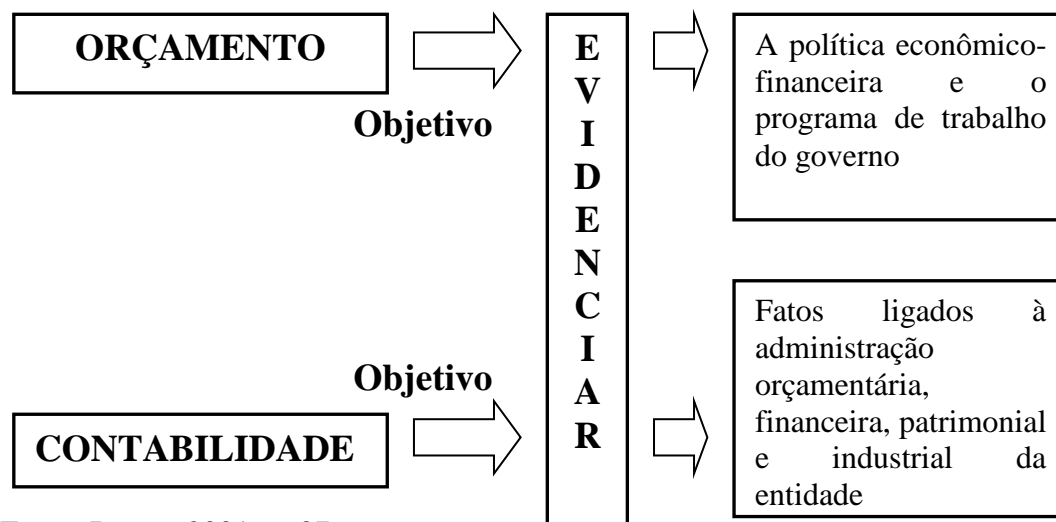 ORÇAMENTO
Objetivo
E
V
I
D
E
N
C
I
A
R
A política econômico-
financeira e o
programa de trabalho
do governo
Objetivo
CONTABILIDADE
Fatos ligados à
administração
orçamentária,
financeira, patrimonial
e industrial da
entidade